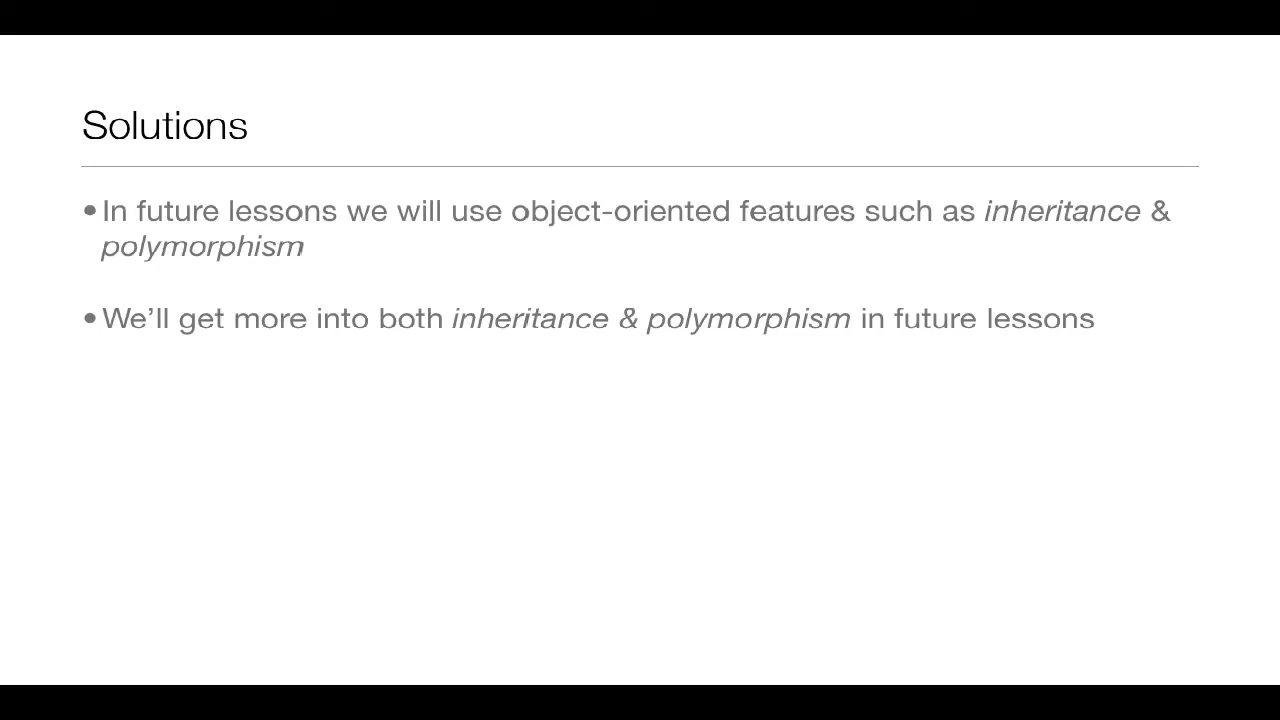 Solutions
•In future lessons we will use object-oriented features such as inheritance &
polymorphism
•We’ll get more into both inheritance & polymorphism in future lessons